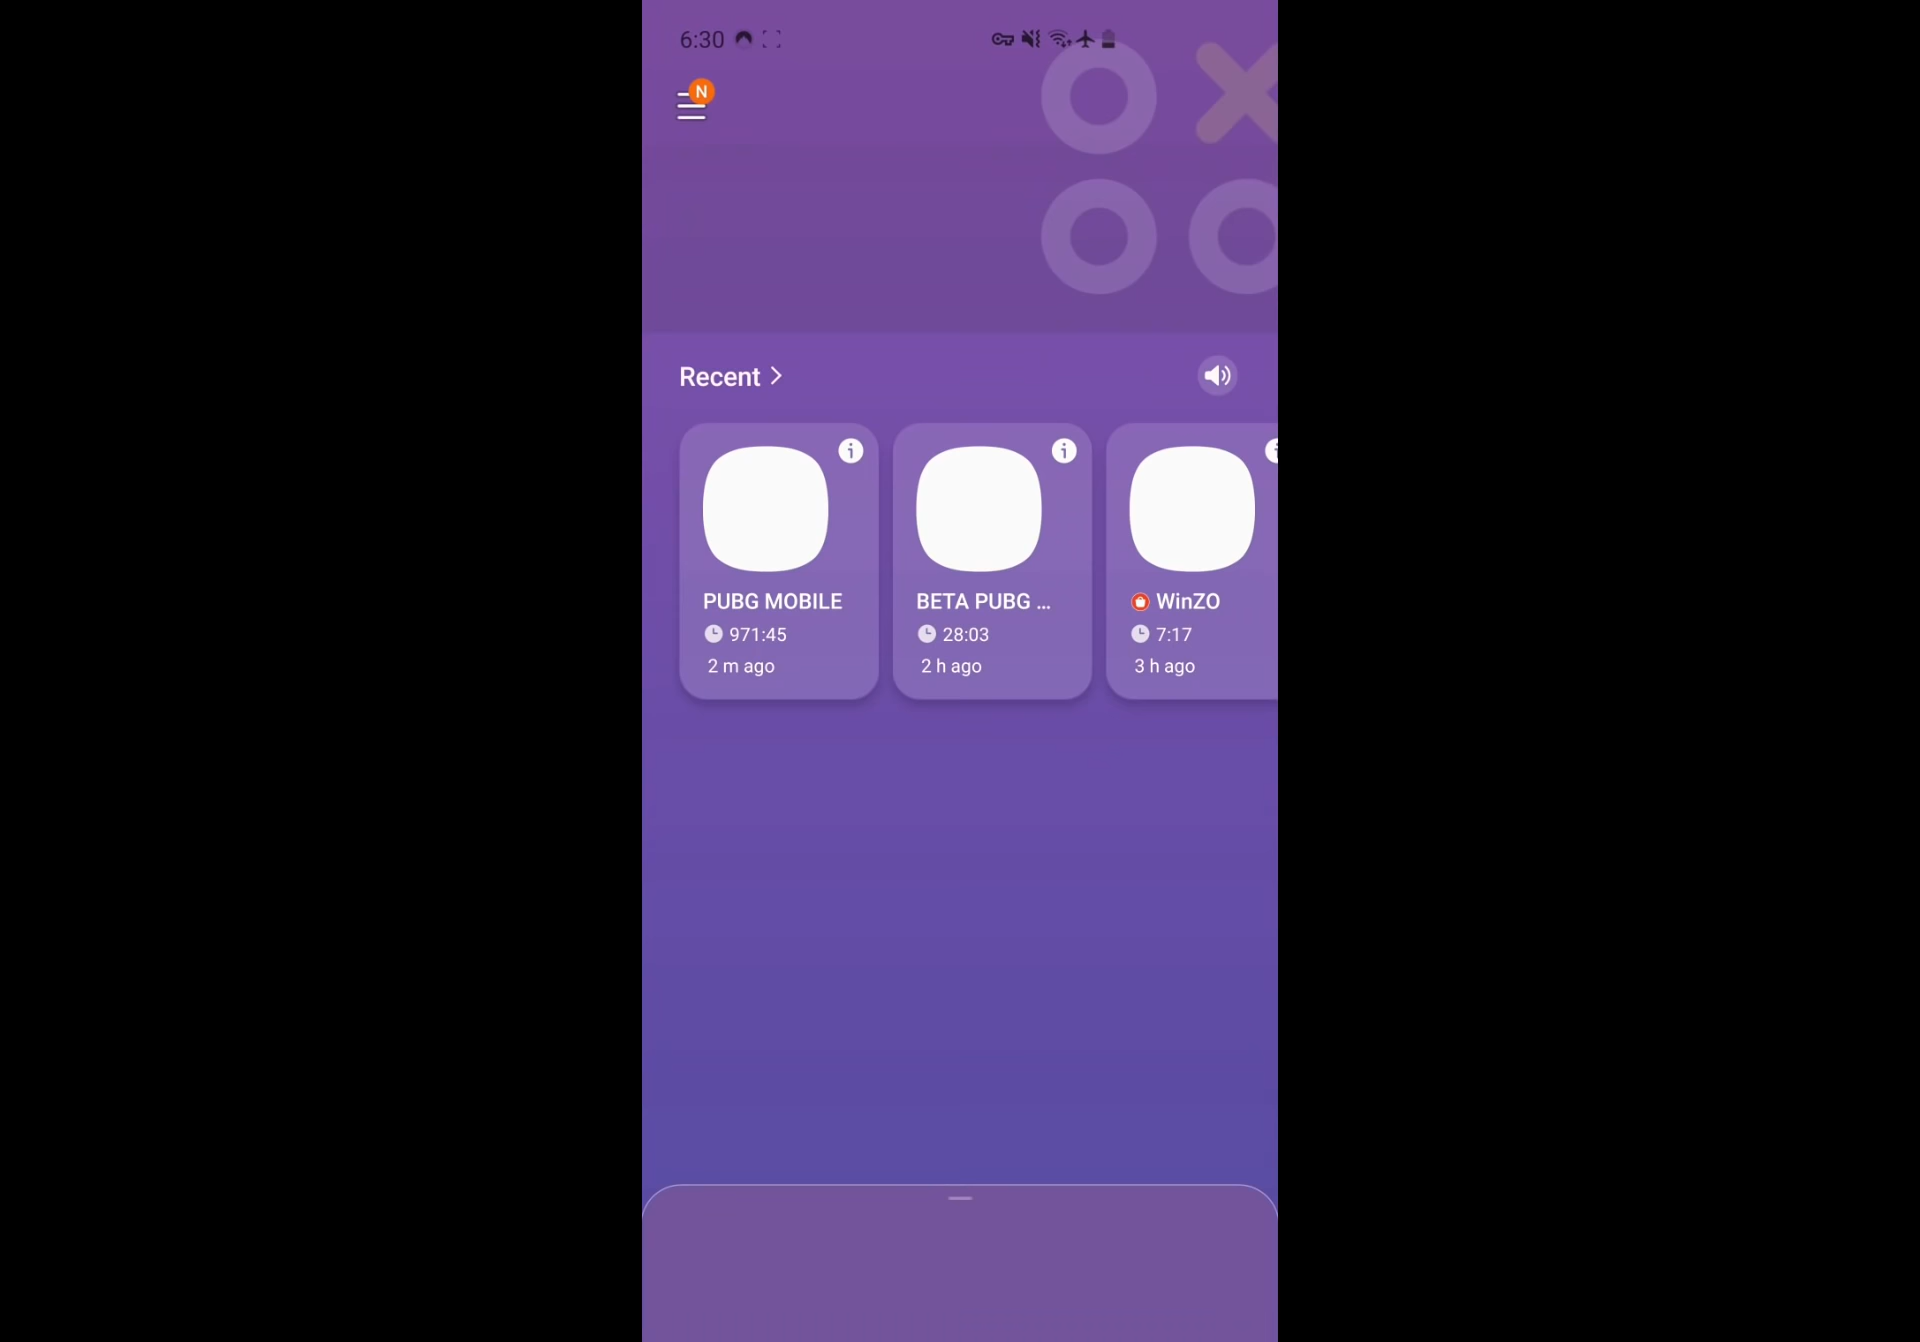 6:30
N
Recent
PUBG MOBILE
971:45
2 m ago
BETA PUBG ...
28:03
2 h ago
WinZO
7:17
3 h ago